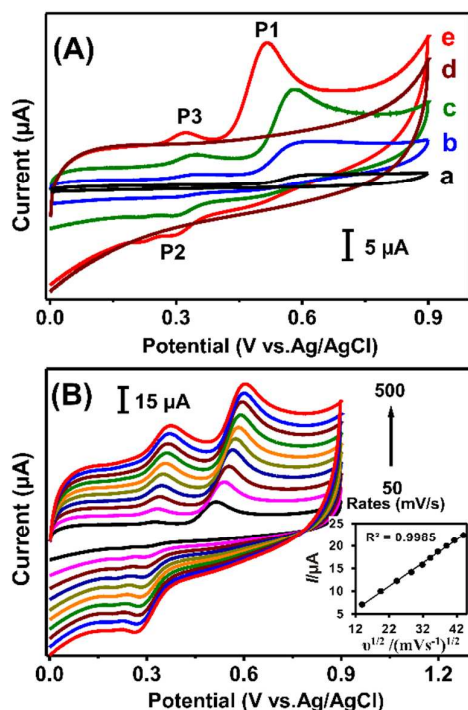 (A)
P1
P3
P2
e
d
c
b
a
5 µA
Current (µA)
0.0 0.3 0.6 0.9
Potential (V vs.Ag/AgCl)
(B)
15 µA
500
50
Rates (mV/s)
Current (µA)
R² = 0.9985
I/µA
25
20
15
10
5
12 22 32 42
υ^1/2 /(mVs⁻¹)^1/2
0.0 0.3 0.6 0.9 1.2
Potential (V vs.Ag/AgCl)